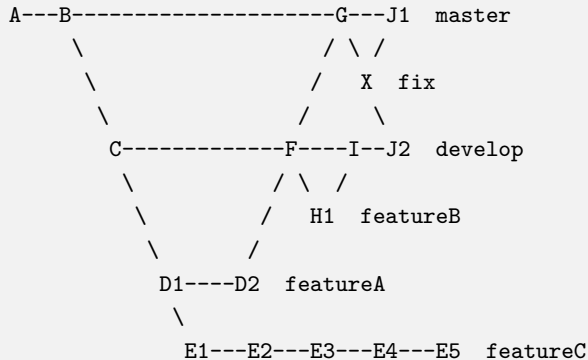 A---B---------------------G---J1 master
\ / \ /
\ / X fix
\ / \
C-------------F----I--J2 develop
\ / \ /
\ / H1 featureB
\ /
D1----D2 featureA
\
E1---E2---E3---E4---E5 featureC